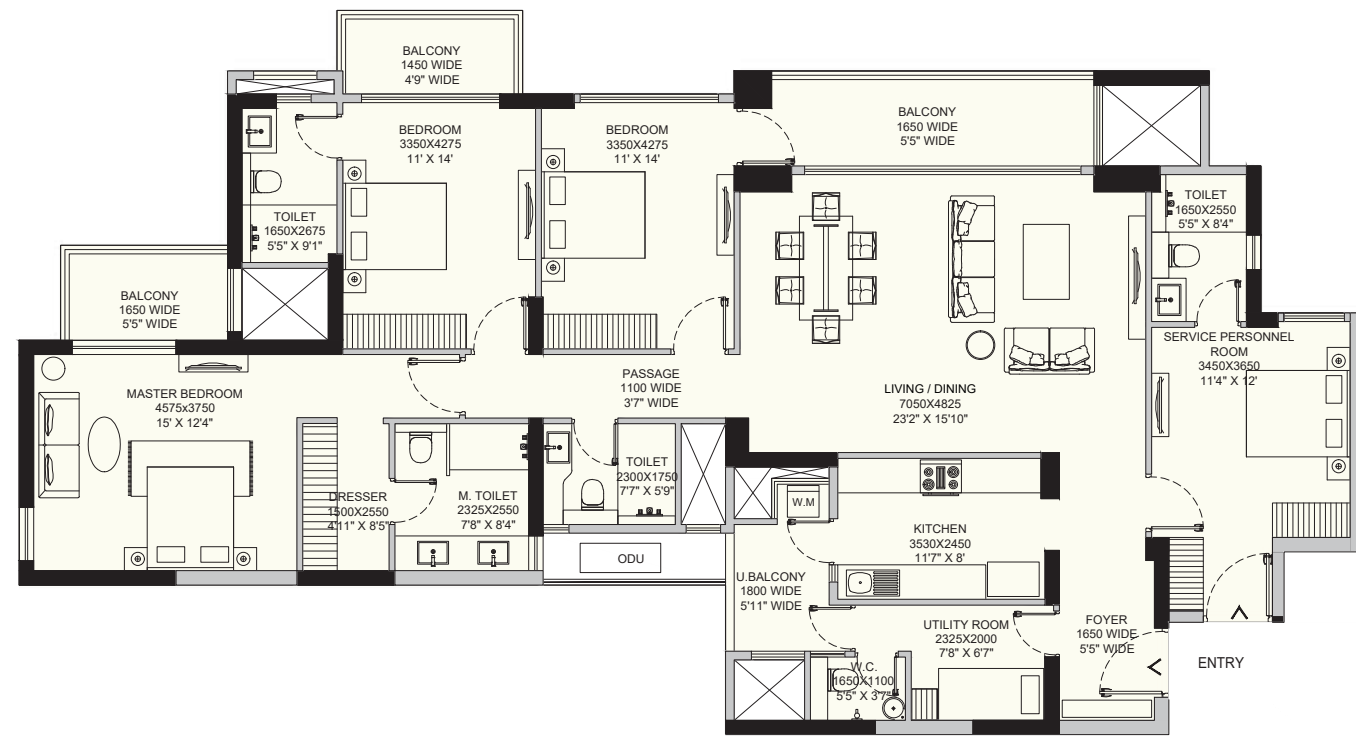 BALCONY
1450 WIDE
4'9" WIDE
BEDROOM
3350X4275
11' X 14'
BEDROOM
3350X4275
11' X 14'
BALCONY
1650 WIDE
5'5" WIDE
TOILET
1650X2675
5'5" X 9'1"
TOILET
1650X2550
5'5" X 8'4"
BALCONY
1650 WIDE
5'5" WIDE
SERVICE PERSONNEL
ROOM
3450X3650
11'4" X 12'
MASTER BEDROOM
4575x3750
15' X 12'4"
PASSAGE
1100 WIDE
3'7" WIDE
LIVING / DINING
7050X4825
23'2" X 15'10"
DRESSER
1500X2550
4'11" X 8'5"
M. TOILET
2325X2550
7'8" X 8'4"
TOILET
2300X1750
7'7" X 5'9"
W.M
KITCHEN
3530X2450
11'7" X 8'
ODU
U.BALCONY
1800 WIDE
5'11" WIDE
UTILITY ROOM
2325X2000
7'8" X 6'7"
FOYER
1650 WIDE
5'5" WIDE
W.C.
1650X1100
5'5" X 3'7"
ENTRY